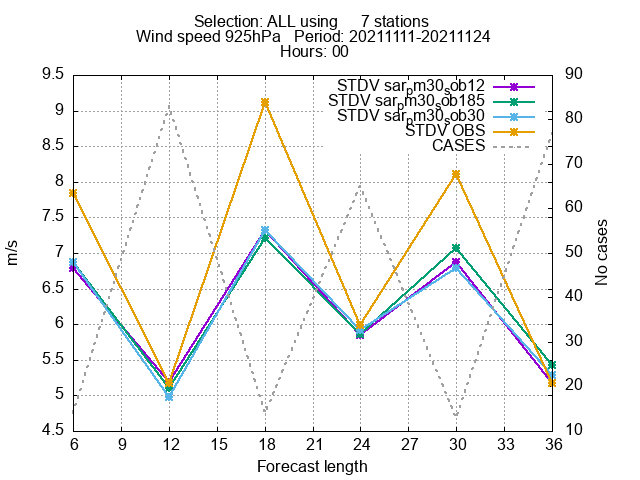 Selection: ALL using 7 stations
Wind speed 925hPa Period: 20211111-20211124
Hours: 00
STDV sarpm30sob12
STDV sarpm30sob185
STDV sarpm30sob30
STDV OBS
CASES
9.5
9
8.5
8
7.5
7
6.5
6
5.5
5
4.5
m/s
90
80
70
60
50
40
30
20
10
No cases
6 9 12 15 18 21 24 27 30 33 36
Forecast length